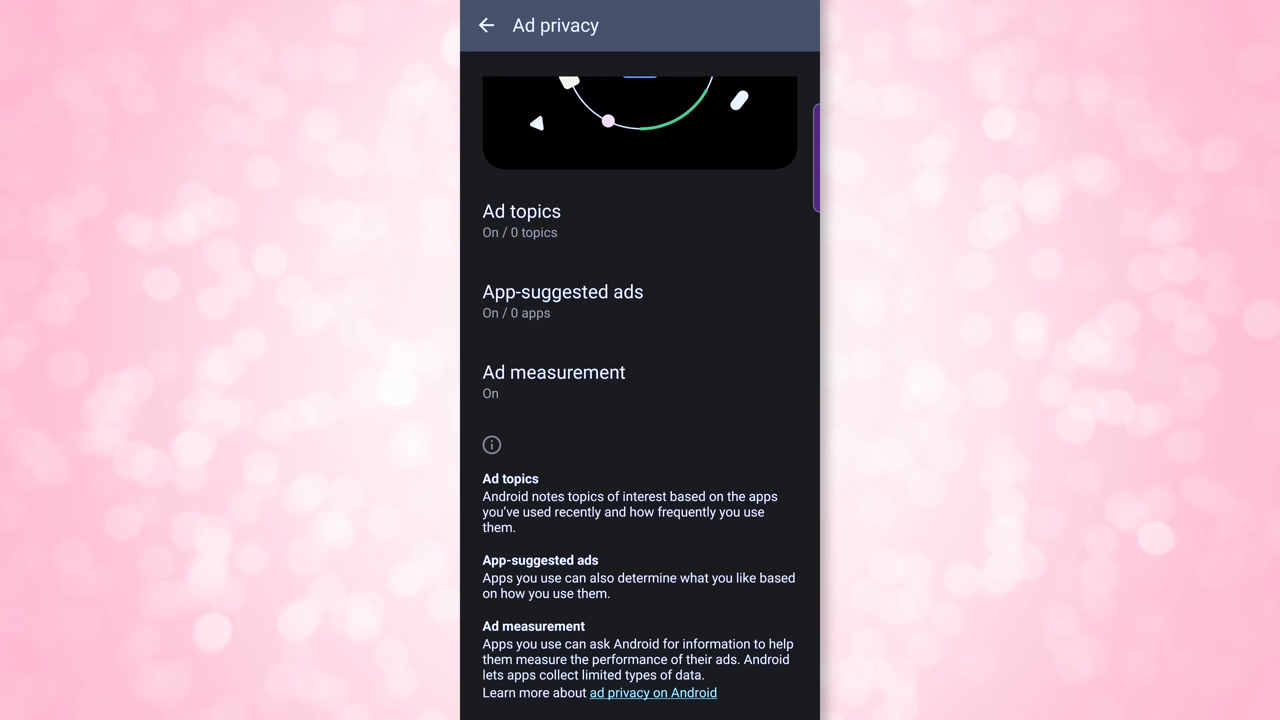 Ad privacy
Ad topics
On / 0 topics
App-suggested ads
On / 0 apps
Ad measurement
On
Ad topics
Android notes topics of interest based on the apps
you’ve used recently and how frequently you use
them.
App-suggested ads
Apps you use can also determine what you like based
on how you use them.
Ad measurement
Apps you use can ask Android for information to help
them measure the performance of their ads. Android
lets apps collect limited types of data.
Learn more about ad privacy on Android